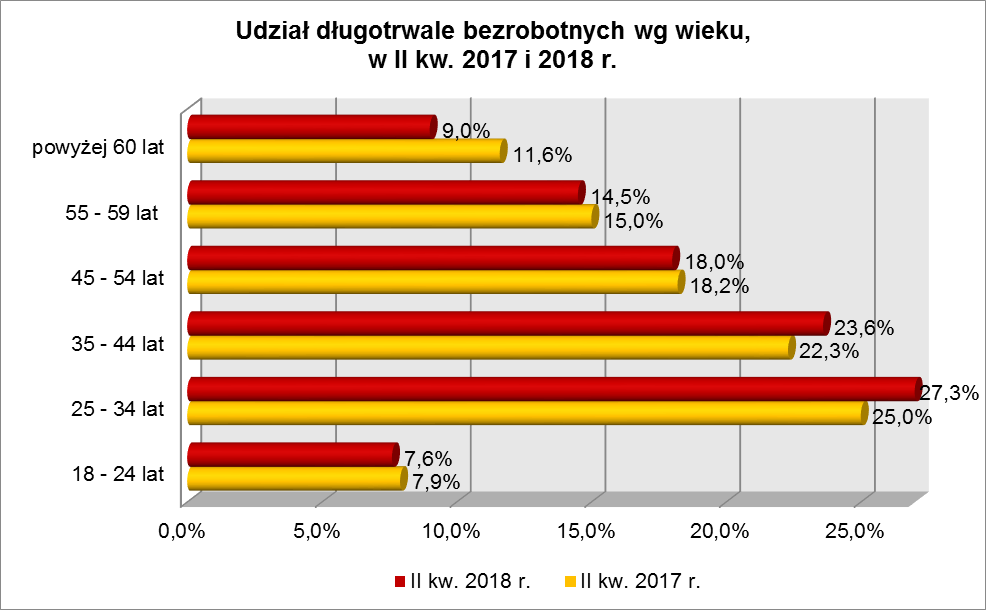 Udział długotrwale bezrobotnych wg wieku,
w II kw. 2017 i 2018 r.
powyżej 60 lat
9,0%
11,6%
55 - 59 lat
14,5%
15,0%
45 - 54 lat
18,0%
18,2%
35 - 44 lat
23,6%
22,3%
25 - 34 lat
27,3%
25,0%
18 - 24 lat
7,6%
7,9%
0,0% 5,0% 10,0% 15,0% 20,0% 25,0%
II kw. 2018 r. II kw. 2017 r.